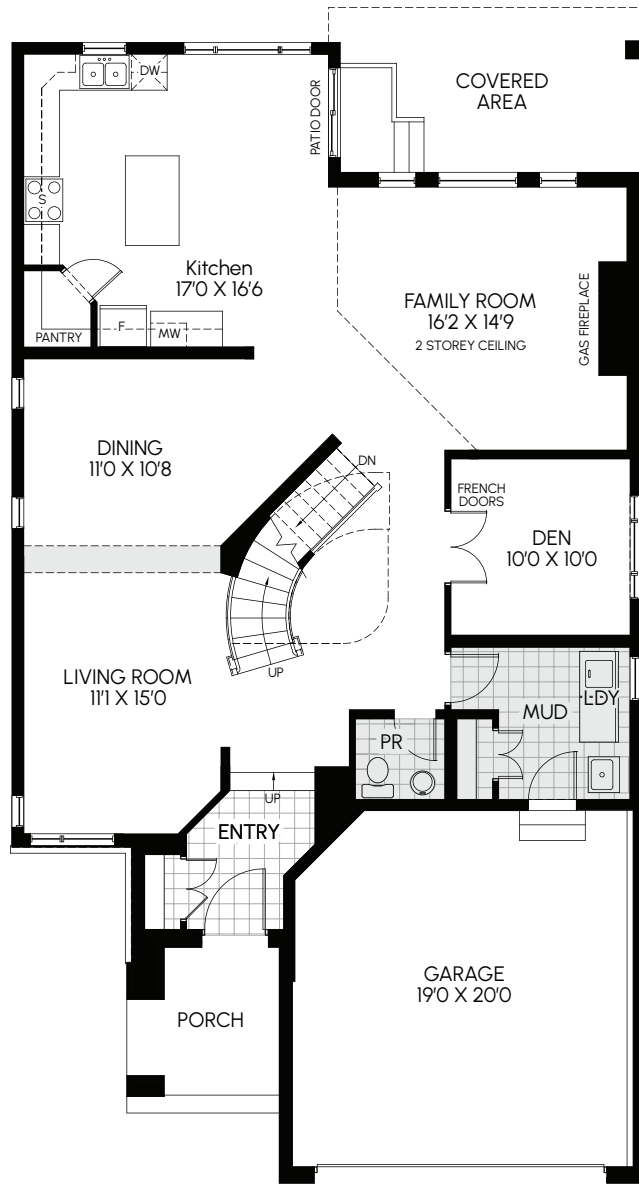 COVERED
AREA
PATIO DOOR
DW
S
Kitchen
17'0 X 16'6
PANTRY
F
MW
FAMILY ROOM
16'2 X 14'9
2 STOREY CEILING
GAS FIREPLACE
DINING
11'0 X 10'8
DN
FRENCH
DOORS
DEN
10'0 X 10'0
LIVING ROOM
11'1 X 15'0
UP
MUD
LDY
PR
UP
ENTRY
GARAGE
19'0 X 20'0
PORCH